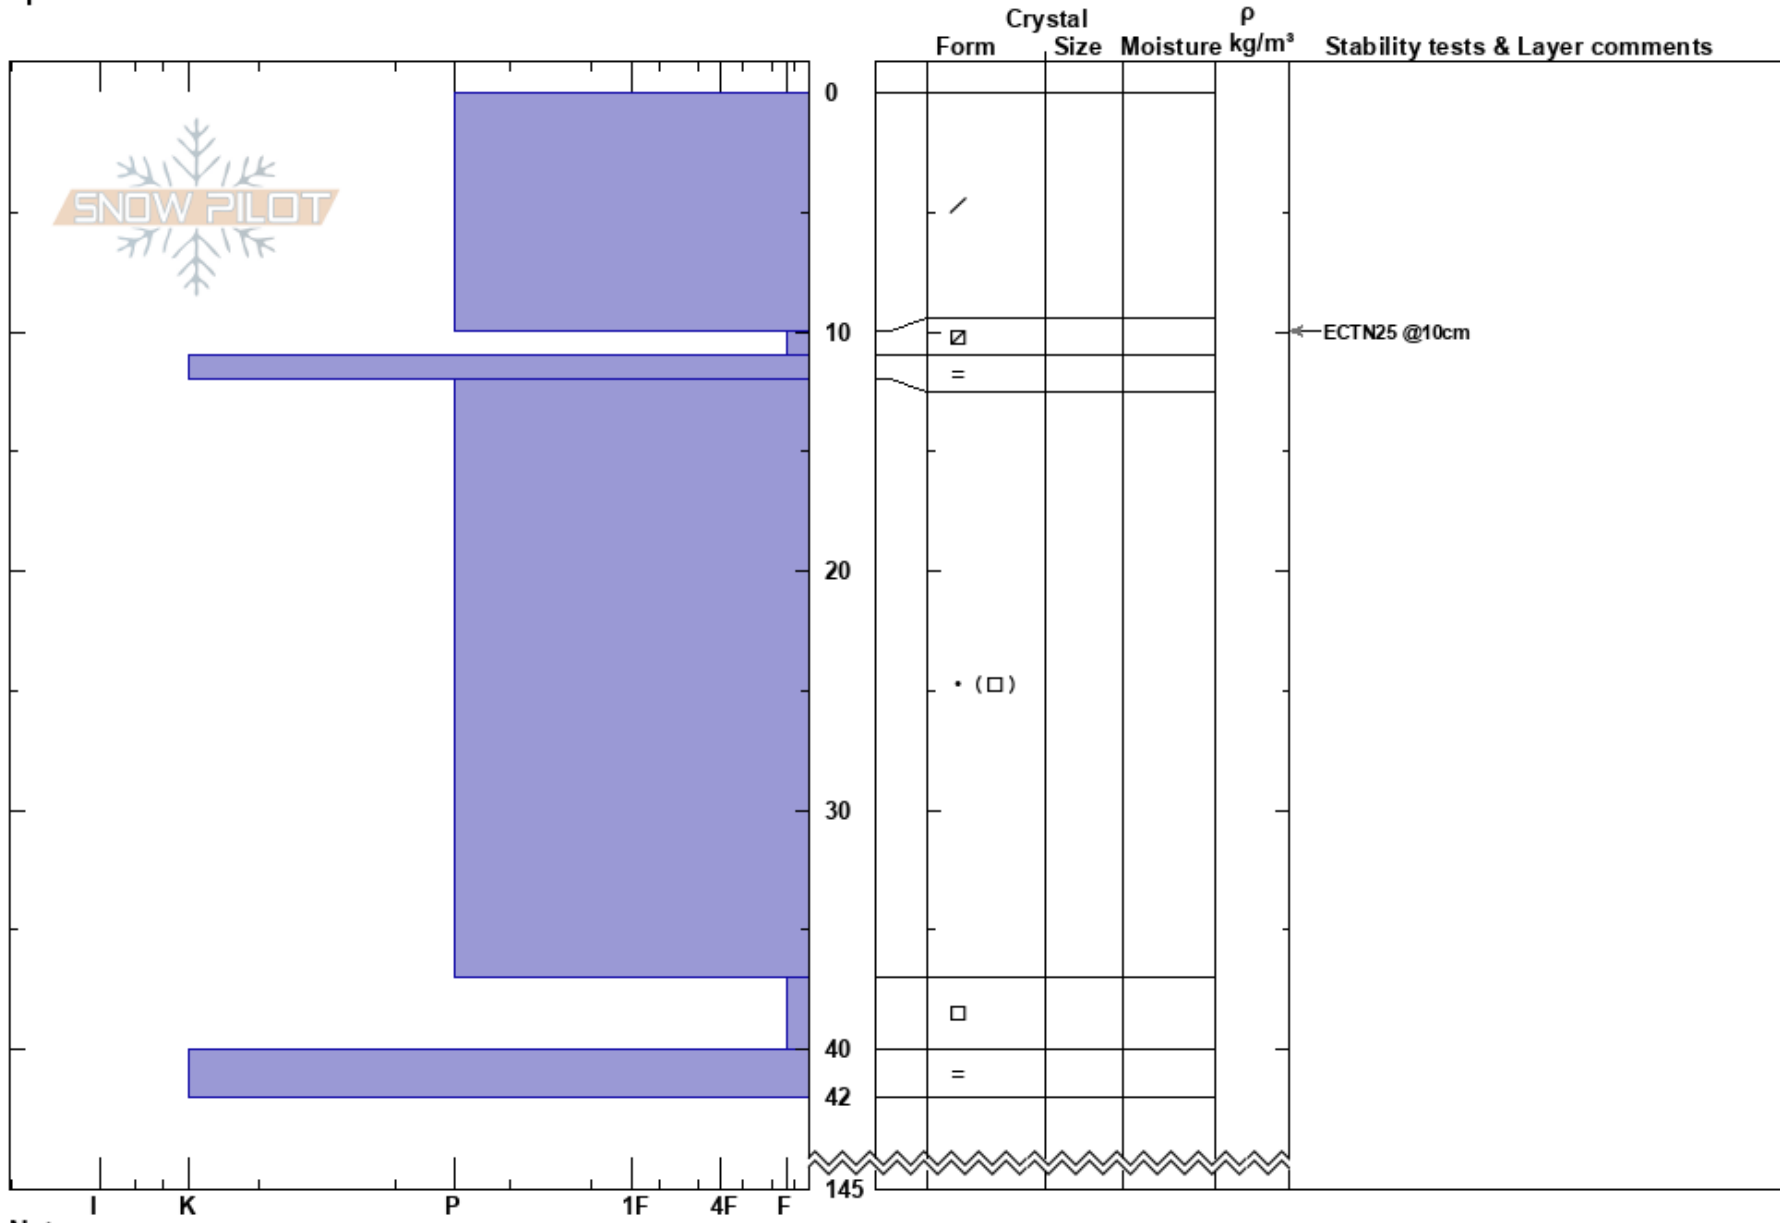 Crystal ρ
Form Size Moisture kg/m³ Stability tests & Layer comments
0
SNOW PILOT
10
ECTN25 @10cm
=
20
• (□)
30
□
40
=
42
145
I K P 1F 4F F